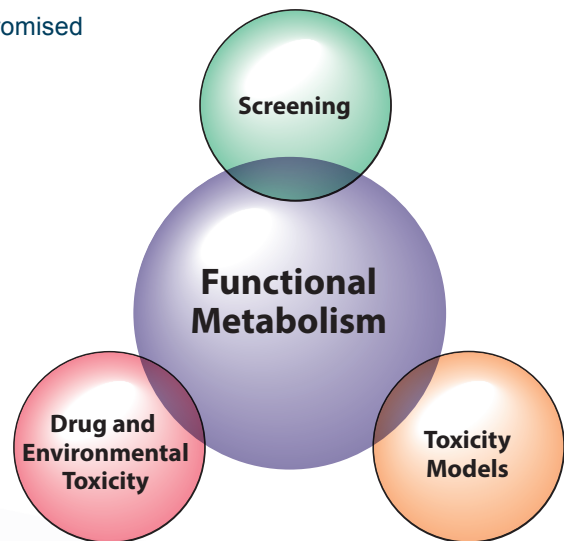 omised
Screening
Functional
Metabolism
Drug and
Environmental
Toxicity
Toxicity
Models